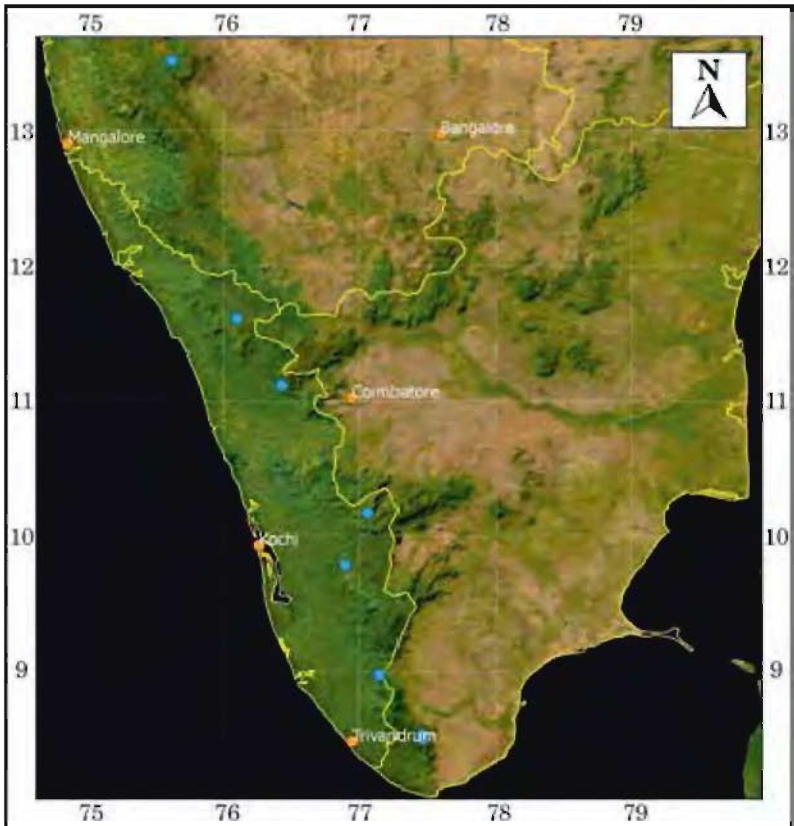 75 76 77 78 79
N
13 Mangalore Bangalore 13
12 12
11 Coimbatore 11
10 10
Kochi
9 9
Trivandrum
75 76 77 78 79